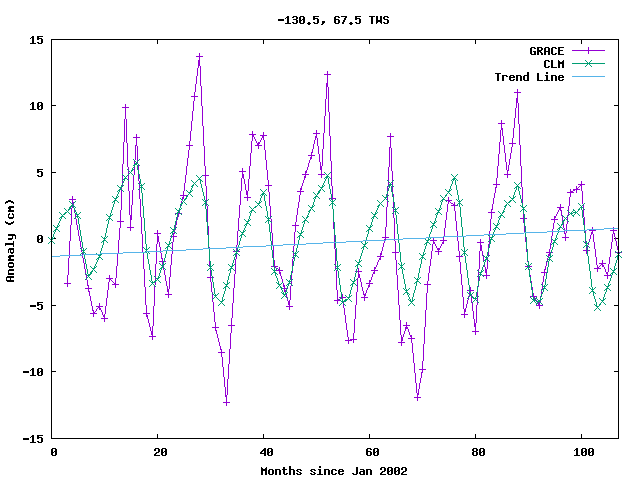 -130.5, 67.5 TWS
GRACE
CLM
Trend Line
15
10
5
0
-5
-10
-15
Anomaly (cm)
0 20 40 60 80 100
Months since Jan 2002